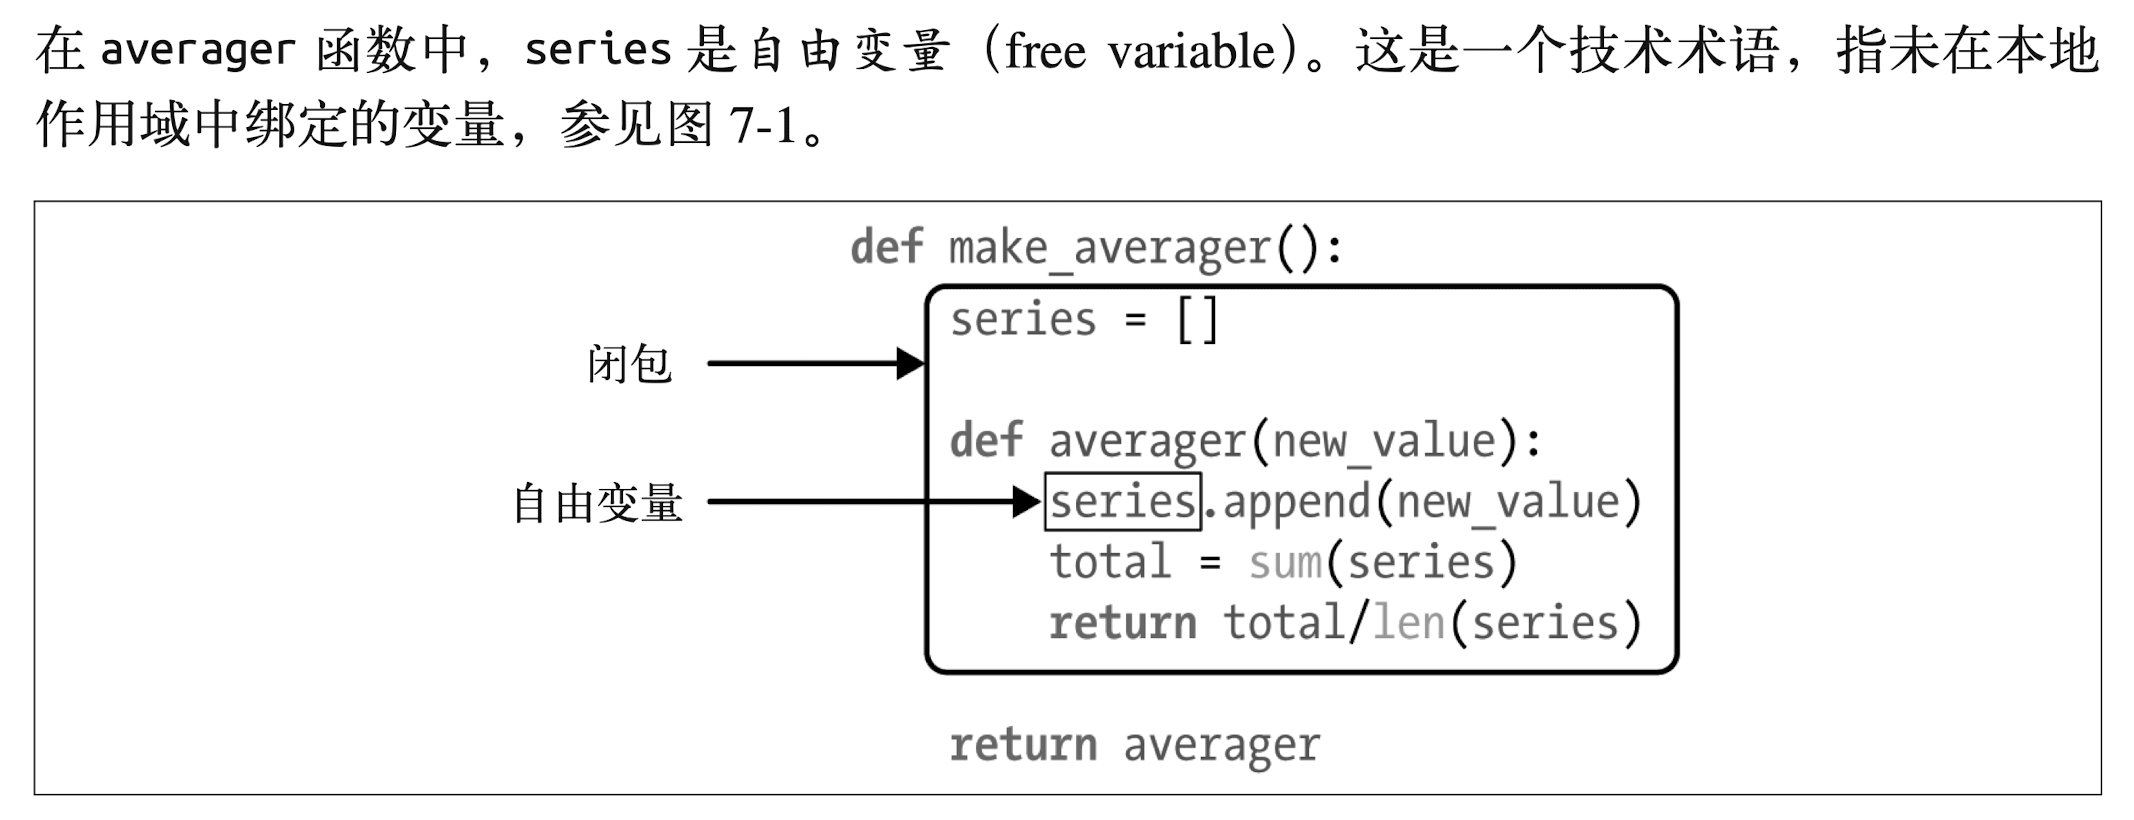 在 averager 函数中，series 是自由变量（free variable）。这是一个技术术语，指未在本地
作用域中绑定的变量，参见图 7-1。
def make_averager():
series = []
闭包
def averager(new_value):
自由变量 series.append(new_value)
total = sum(series)
return total/len(series)
return averager